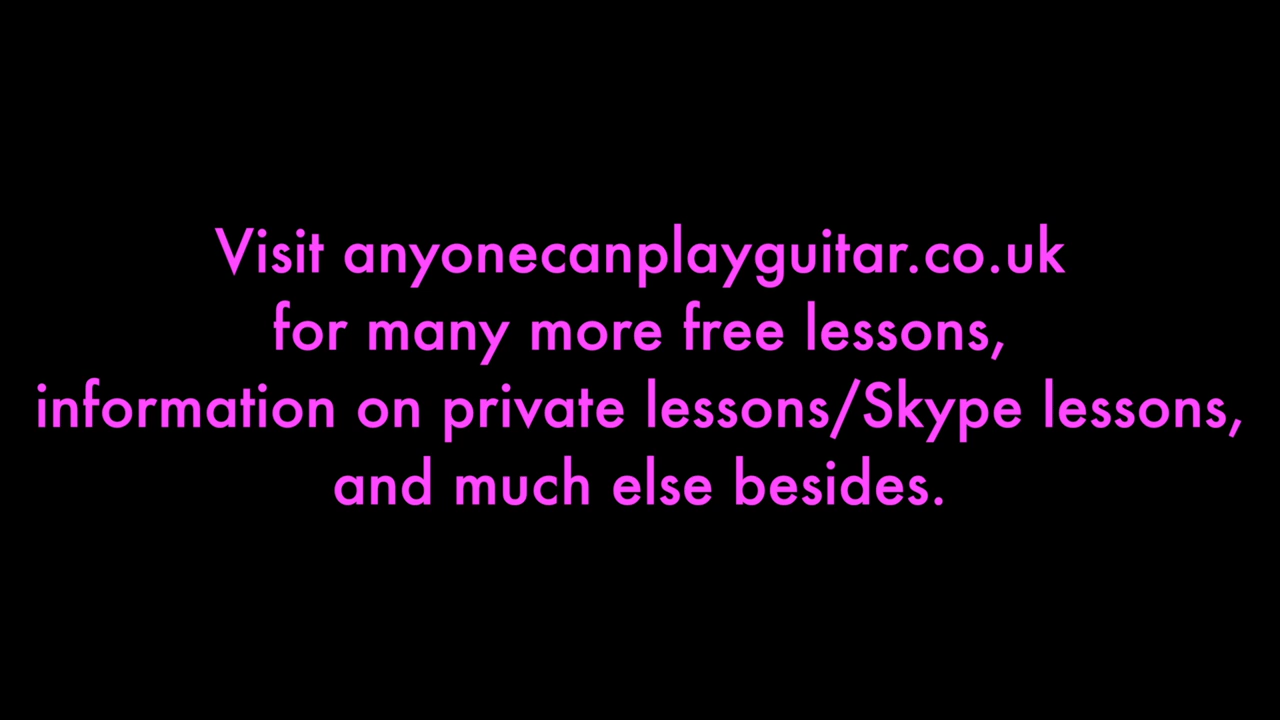 Visit anyonecanplayguitar.co.uk
for many more free lessons,
information on private lessons/Skype lessons,
and much else besides.